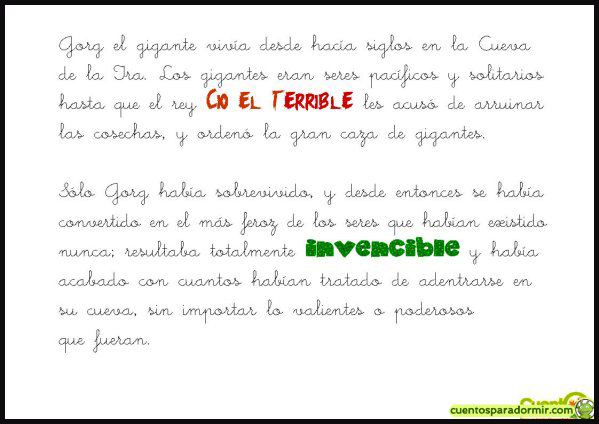 Gorg el gigante vivía desde hacía siglos en la Cueva
de la Ira. Los gigantes eran seres pacíficos y solitarios
hasta que el rey Cio El Terrible les acusó de arruinar
las cosechas, y ordenó la gran caza de gigantes.
Sólo Gorg había sobrevivido, y desde entonces se había
convertido en el más feroz de los seres que habían existido
nunca; resultaba totalmente invencible y había
acabado con cuantos habían tratado de adentrarse en
su cueva, sin importar lo valientes o poderosos
que fueran.
cuentosparadormir.com